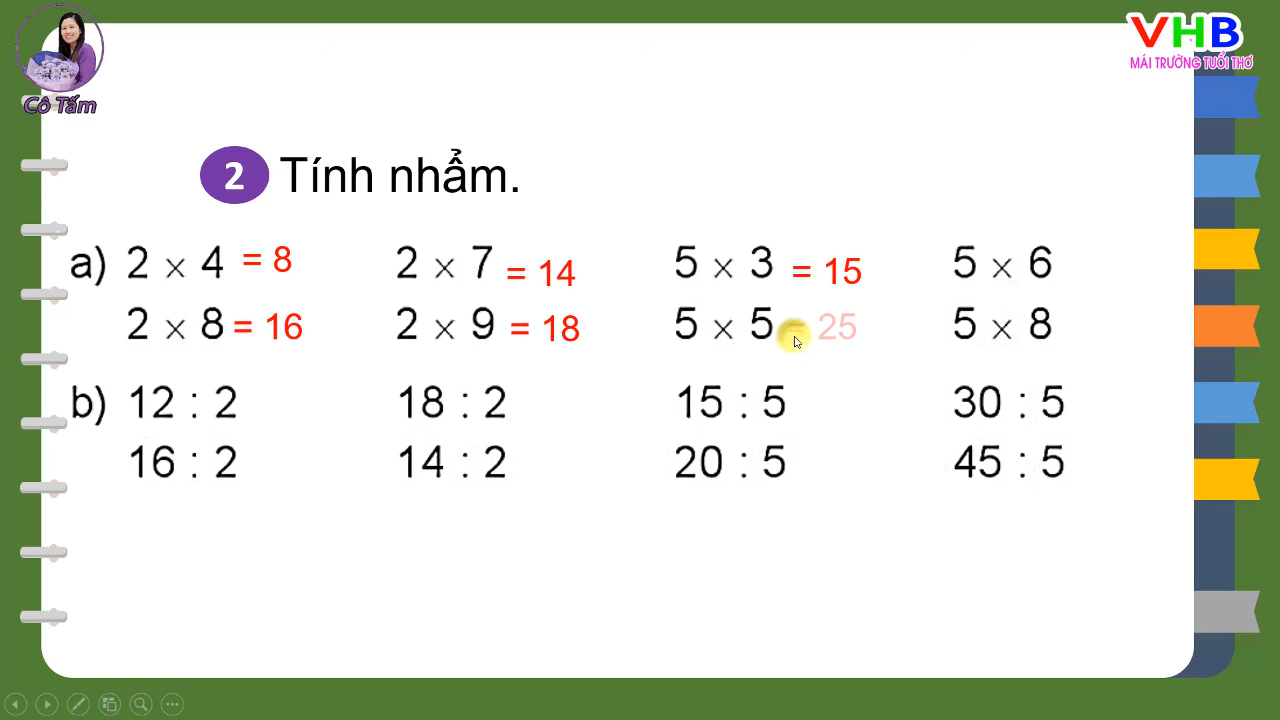 Cô Tấm
VHB
MÁI TRƯỜNG TUỔI THƠ
2 Tính nhẩm.
a) 2 × 4 = 8 2 × 7 = 14 5 × 3 = 15 5 × 6
2 × 8 = 16 2 × 9 = 18 5 × 5 = 25 5 × 8
b) 12 : 2 18 : 2 15 : 5 30 : 5
16 : 2 14 : 2 20 : 5 45 : 5